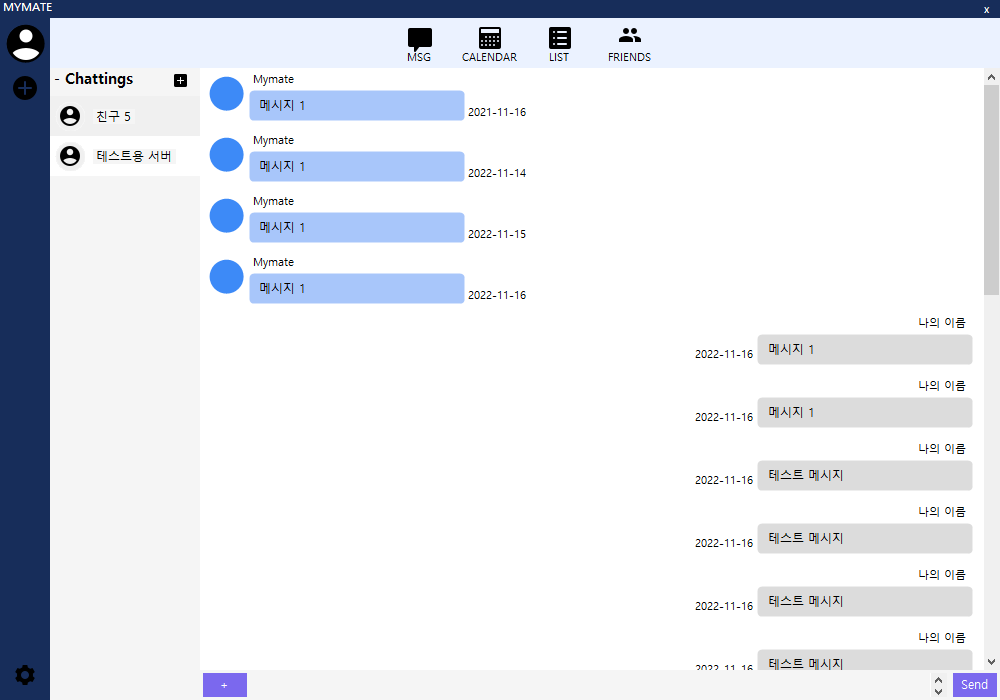 MYMATE
x
MSG
CALENDAR
LIST
FRIENDS
- Chattings
친구 5
테스트용 서버
Mymate
메시지 1
2021-11-16
Mymate
메시지 1
2022-11-14
Mymate
메시지 1
2022-11-15
Mymate
메시지 1
2022-11-16
나의 이름
2022-11-16
메시지 1
나의 이름
2022-11-16
메시지 1
나의 이름
2022-11-16
테스트 메시지
나의 이름
2022-11-16
테스트 메시지
나의 이름
2022-11-16
테스트 메시지
나의 이름
2022-11-16
테스트 메시지
+
Send